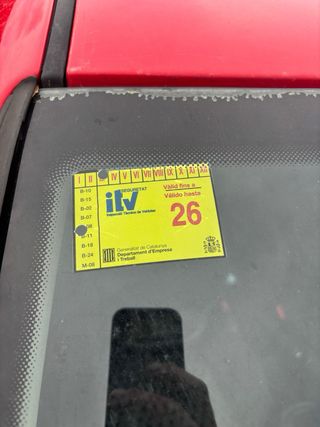 I II IV V VI VII VIII IX X XI XII
B-10
B-15
B-02
B-07
B-11
B-18
B-24
M-08
SEGURETAT
itv
Inspecció Tècnica de Vehicles
Vàlid fins a
Válido hasta
26
Generalitat de Catalunya
Departament d'Empresa
i Treball